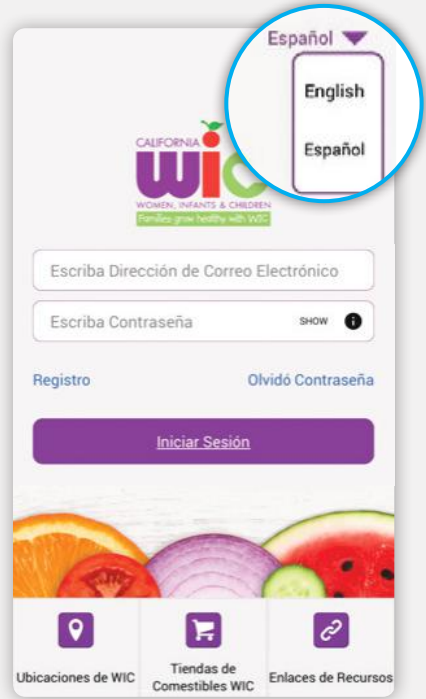 Español
English
Español
CALIFORNIA
WIC
WOMEN, INFANTS & CHILDREN
Families grow healthy with WIC
Escriba Dirección de Correo Electrónico
Escriba Contraseña SHOW
Registro Olvidó Contraseña
Iniciar Sesión
Ubicaciones de WIC
Tiendas de
Comestibles WIC
Enlaces de Recursos